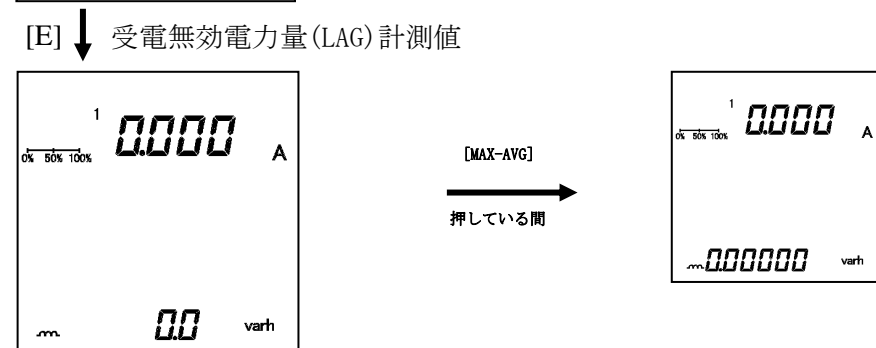 [E] 受電無効電力量(LAG)計測値
1
0.000 A
0% 50% 100%
0.0 varh
[MAX-AVG]
押している間
1
0.000 A
0% 50% 100%
0.00000 varh